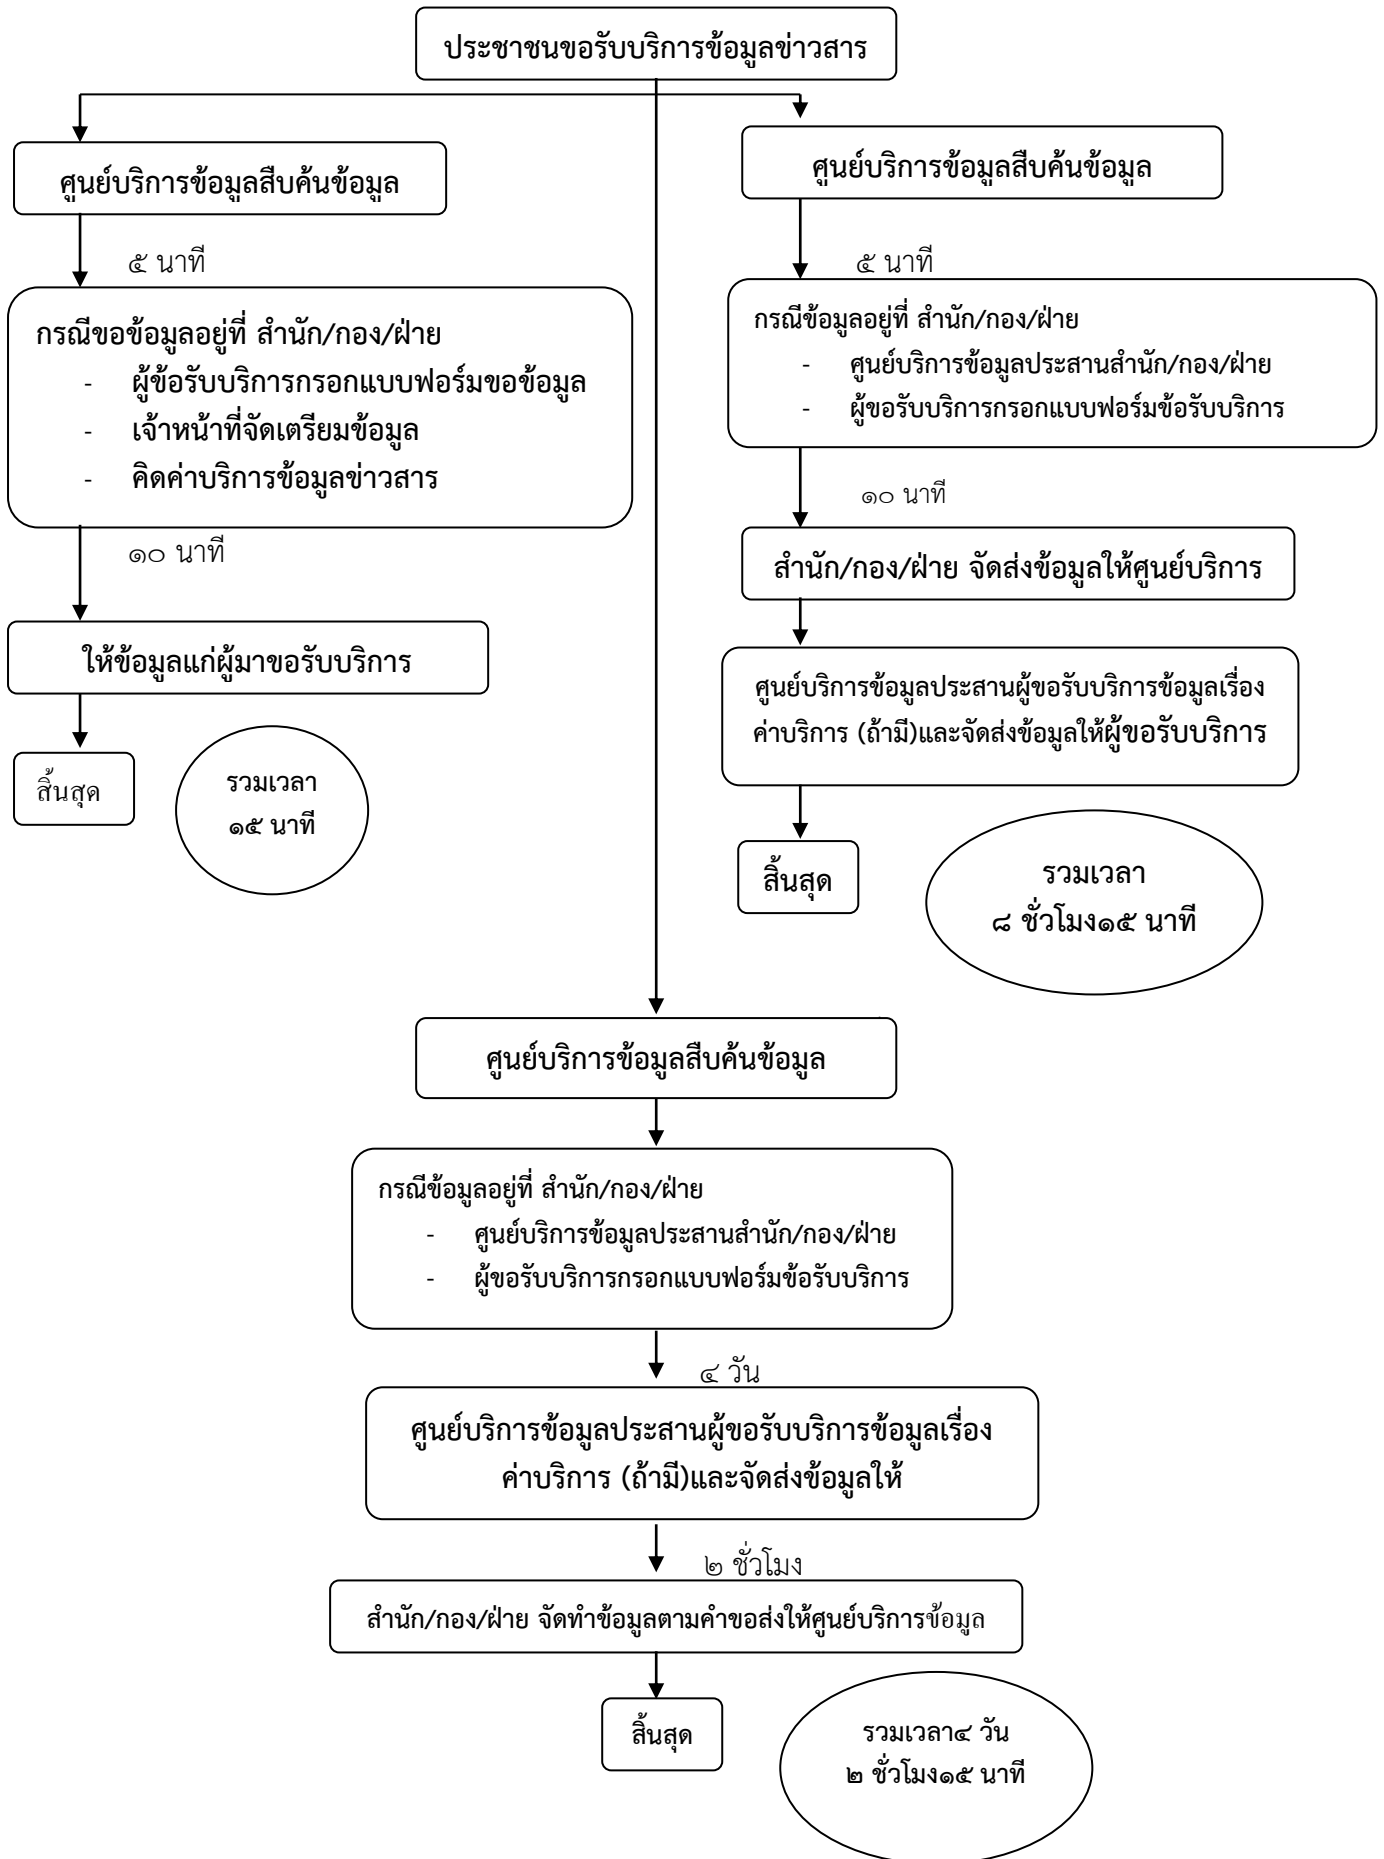 ประชาชนขอรับบริการข้อมูลข่าวสาร
ศูนย์บริการข้อมูลสืบค้นข้อมูล
๕ นาที
กรณีขอข้อมูลอยู่ที่ สำนัก/กอง/ฝ่าย
- ผู้ข้อรับบริการกรอกแบบฟอร์มขอข้อมูล
- เจ้าหน้าที่จัดเตรียมข้อมูล
- คิดค่าบริการข้อมูลข่าวสาร
๑๐ นาที
ให้ข้อมูลแก่ผู้มาขอรับบริการ
สิ้นสุด
รวมเวลา
๑๕ นาที
ศูนย์บริการข้อมูลสืบค้นข้อมูล
๕ นาที
กรณีข้อมูลอยู่ที่ สำนัก/กอง/ฝ่าย
- ศูนย์บริการข้อมูลประสานสำนัก/กอง/ฝ่าย
- ผู้ขอรับบริการกรอกแบบฟอร์มข้อรับบริการ
๑๐ นาที
สำนัก/กอง/ฝ่าย จัดส่งข้อมูลให้ศูนย์บริการ
ศูนย์บริการข้อมูลประสานผู้ขอรับบริการข้อมูลเรื่อง
ค่าบริการ (ถ้ามี)และจัดส่งข้อมูลให้ผู้ขอรับบริการ
สิ้นสุด
รวมเวลา
๘ ชั่วโมง๑๕ นาที
ศูนย์บริการข้อมูลสืบค้นข้อมูล
กรณีข้อมูลอยู่ที่ สำนัก/กอง/ฝ่าย
- ศูนย์บริการข้อมูลประสานสำนัก/กอง/ฝ่าย
- ผู้ขอรับบริการกรอกแบบฟอร์มข้อรับบริการ
๔ วัน
ศูนย์บริการข้อมูลประสานผู้ขอรับบริการข้อมูลเรื่อง
ค่าบริการ (ถ้ามี)และจัดส่งข้อมูลให้
๒ ชั่วโมง
สำนัก/กอง/ฝ่าย จัดทำข้อมูลตามคำขอส่งให้ศูนย์บริการข้อมูล
สิ้นสุด
รวมเวลา๔ วัน
๒ ชั่วโมง๑๕ นาที